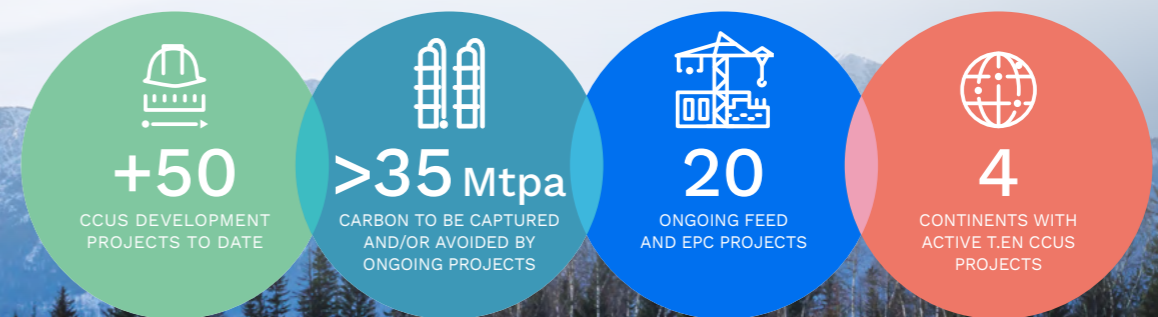 +50
CCUS DEVELOPMENT
PROJECTS TO DATE
>35 Mtpa
CARBON TO BE CAPTURED
AND/OR AVOIDED BY
ONGOING PROJECTS
20
ONGOING FEED
AND EPC PROJECTS
4
CONTINENTS WITH
ACTIVE T.EN CCUS
PROJECTS